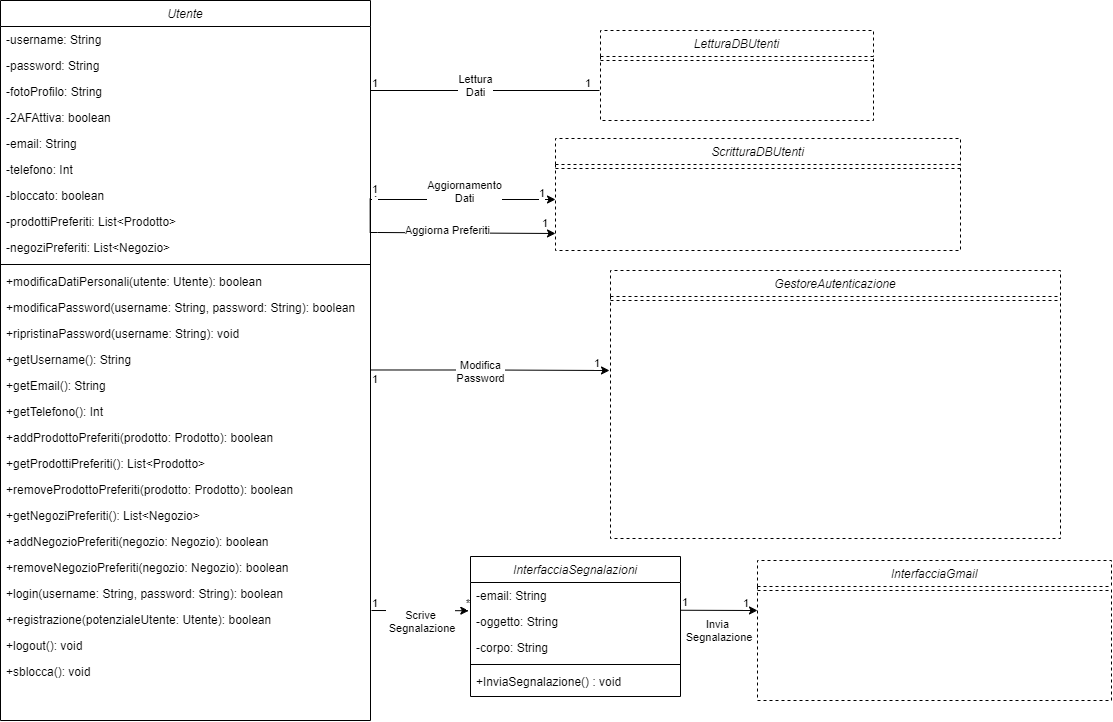 Utente
-username: String
-password: String
-fotoProfilo: String
-2AFAttiva: boolean
-email: String
-telefono: Int
-bloccato: boolean
-prodottiPreferiti: List<Prodotto>
-negoziPreferiti: List<Negozio>
+modificaDatiPersonali(utente: Utente): boolean
+modificaPassword(username: String, password: String): boolean
+ripristinaPassword(username: String): void
+getUsername(): String
+getEmail(): String
+getTelefono(): Int
+addProdottoPreferiti(prodotto: Prodotto): boolean
+getProdottiPreferiti(): List<Prodotto>
+removeProdottoPreferiti(prodotto: Prodotto): boolean
+getNegoziPreferiti(): List<Negozio>
+addNegozioPreferiti(negozio: Negozio): boolean
+removeNegozioPreferiti(negozio: Negozio): boolean
+login(username: String, password: String): boolean
+registrazione(potenzialeUtente: Utente): boolean
+logout(): void
+sblocca(): void
1
Lettura
Dati
1
LetturaDBUtenti
1
Aggiornamento
Dati
1
Aggiorna Preferiti
1
ScritturaDBUtenti
1
Modifica
Password
1
GestoreAutenticazione
1
Scrive
Segnalazione
*
InterfacciaSegnalazioni
-email: String
-oggetto: String
-corpo: String
+InviaSegnalazione() : void
1
Invia
Segnalazione
1
InterfacciaGmail